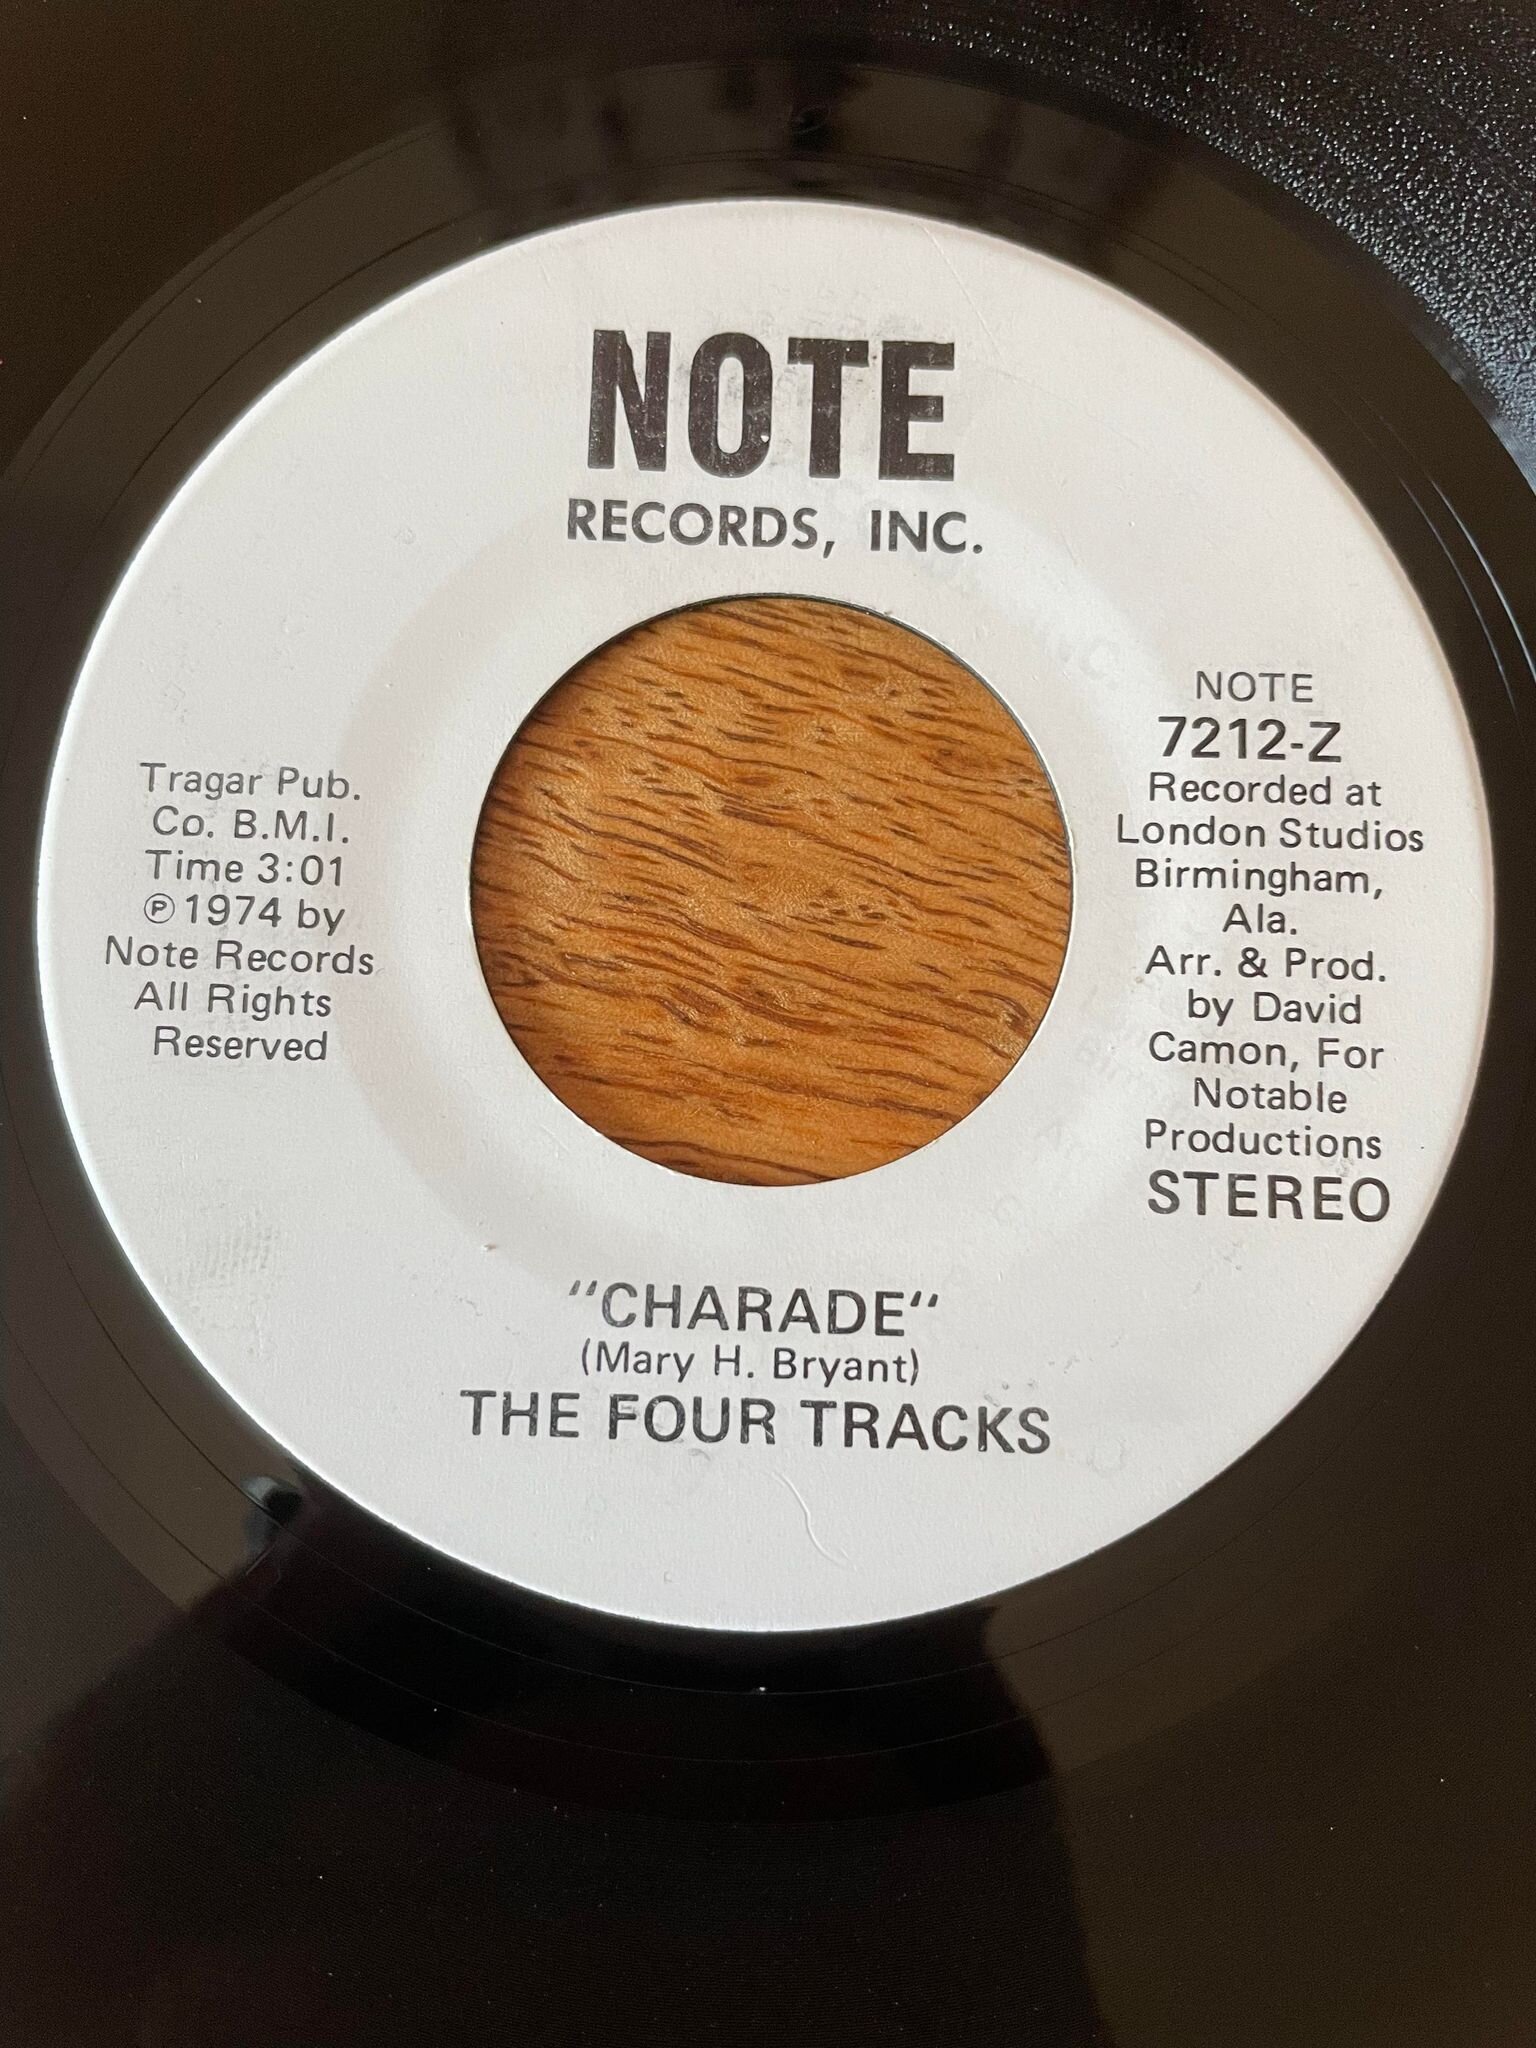 NOTE
RECORDS, INC.
Tragar Pub.
Co. B.M.I.
Time 3:01
℗ 1974 by
Note Records
All Rights
Reserved
NOTE
7212-Z
Recorded at
London Studios
Birmingham,
Ala.
Arr. & Prod.
by David
Camon, For
Notable
Productions
STEREO
"CHARADE"
(Mary H. Bryant)
THE FOUR TRACKS